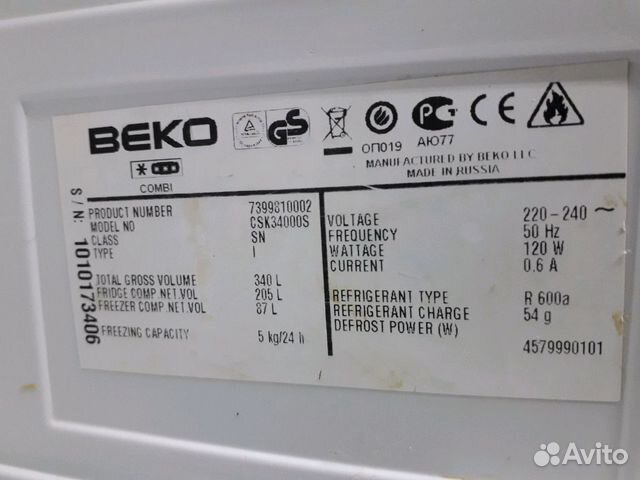 BEKO
GS
ОП019
АЮ77
MANUFACTURED BY BEKO LLC
MADE IN RUSSIA
COMBI
S / N: 1010173406
PRODUCT NUMBER 7399810002
MODEL NO CSK34000S
CLASS SN
TYPE I
TOTAL GROSS VOLUME 340 L
FRIDGE COMP.NET.VOL 205 L
FREEZER COMP.NET.VOL 87 L
FREEZING CAPACITY 5 kg/24 h
VOLTAGE 220-240 ~
FREQUENCY 50 Hz
WATTAGE 120 W
CURRENT 0.6 A
REFRIGERANT TYPE R 600a
REFRIGERANT CHARGE 54 g
DEFROST POWER (W)
4579990101
Avito